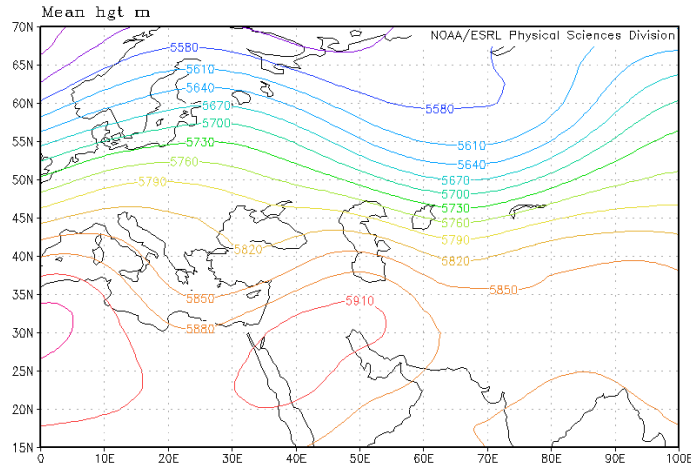 Mean hgt m
NOAA/ESRL Physical Sciences Division
70N
65N
60N
55N
50N
45N
40N
35N
30N
25N
20N
15N
5580
5610
5640
5670
5700
5730
5760
5790
5820
5850
5880
5580
5610
5640
5670
5700
5730
5760
5790
5820
5850
5910
0
10E
20E
30E
40E
50E
60E
70E
80E
90E
100E